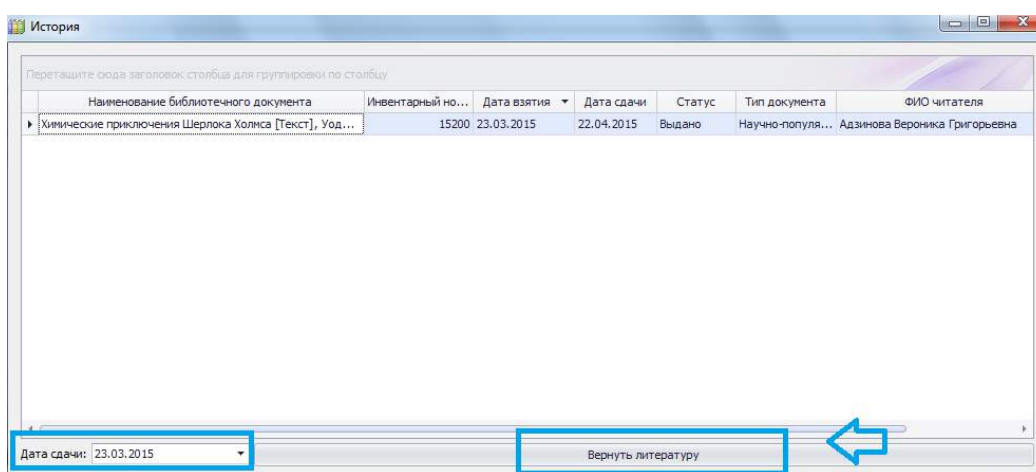 История
Перетащите сюда заголовок столбца для группировки по столбцу
Наименование библиотечного документа Инвентарный но... Дата взятия Дата сдачи Статус Тип документа ФИО читателя
Химические приключения Шерлока Холмса [Текст], Уод... 15200 23.03.2015 22.04.2015 Выдано Научно-популя... Адзинова Вероника Григорьевна
Дата сдачи: 23.03.2015 Вернуть литературу